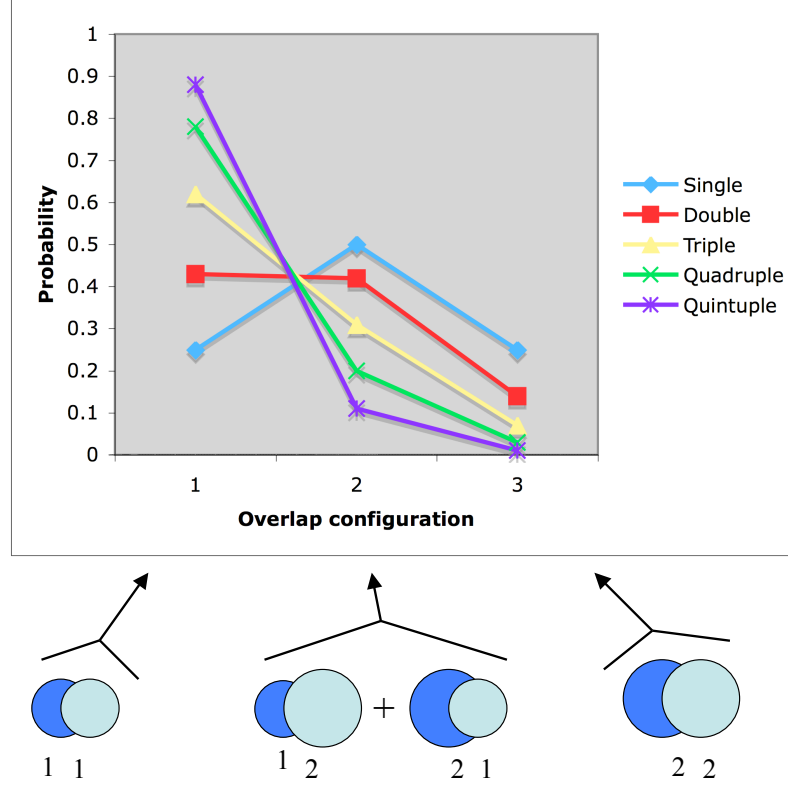 1
0.9
0.8
0.7
0.6
0.5
0.4
0.3
0.2
0.1
0
Probability
1 2 3
Overlap configuration
Single
Double
Triple
Quadruple
Quintuple
+
1 1
1 2
2 1
2 2